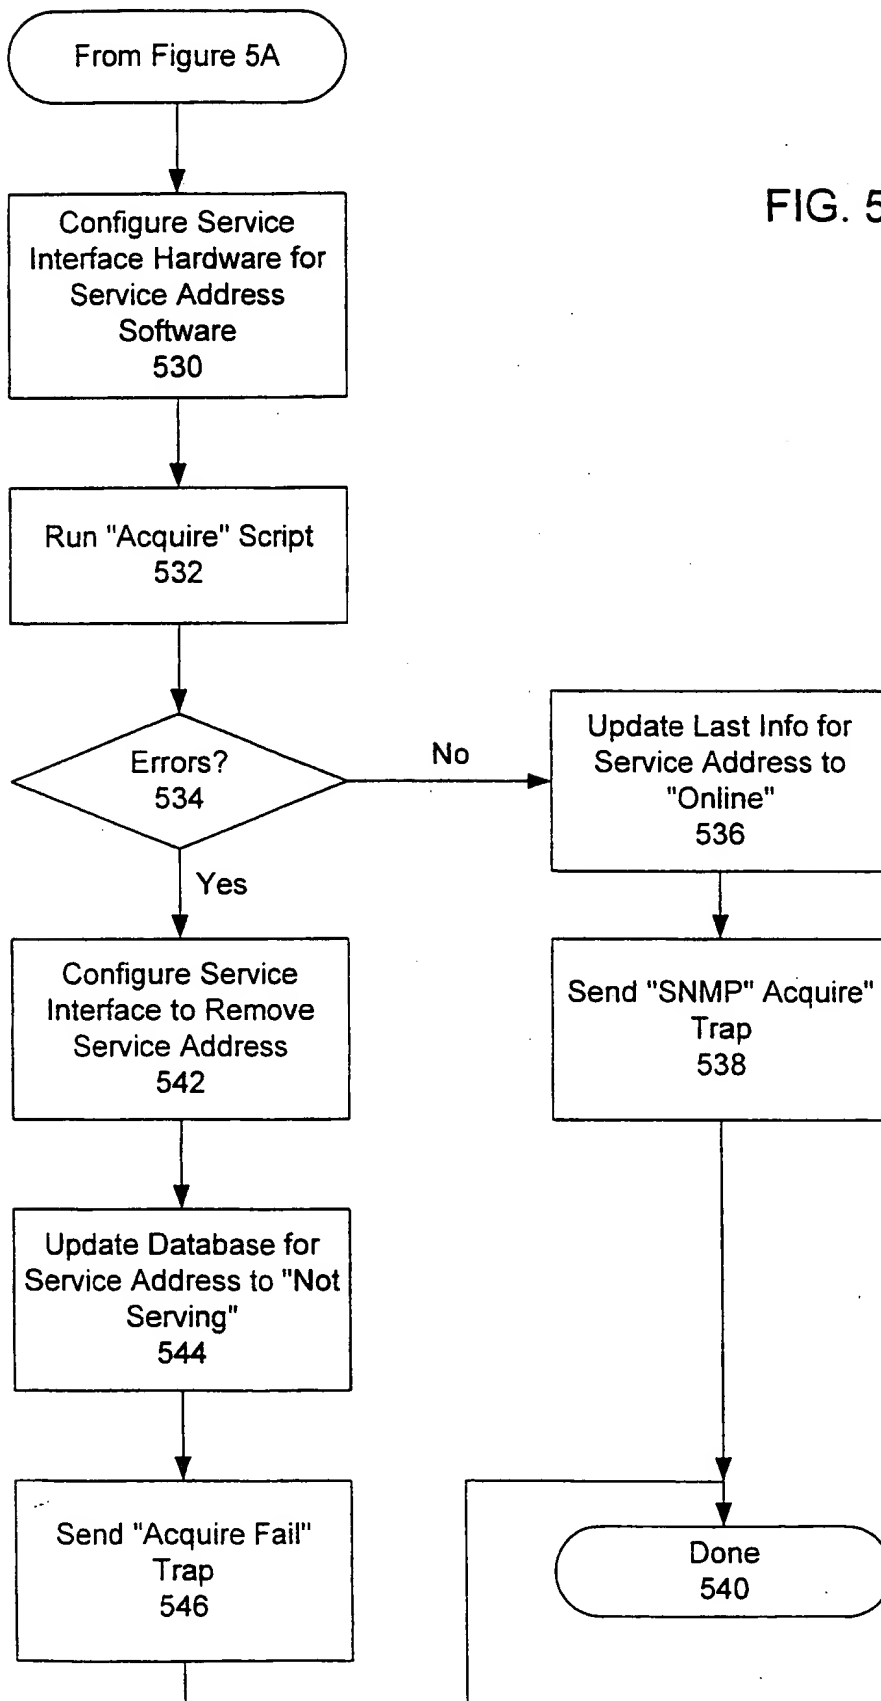 From Figure 5A
FIG. 5
Configure Service
Interface Hardware for
Service Address
Software
530
Run "Acquire" Script
532
Errors?
534
No
Yes
Update Last Info for
Service Address to
"Online"
536
Send "SNMP" Acquire"
Trap
538
Configure Service
Interface to Remove
Service Address
542
Update Database for
Service Address to "Not
Serving"
544
Send "Acquire Fail"
Trap
546
Done
540